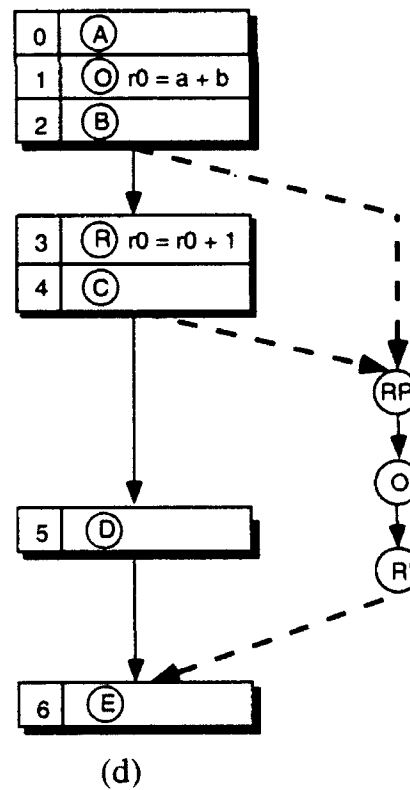 0 A
1 O r0 = a + b
2 B
3 R r0 = r0 + 1
4 C
RP
O
5 D
R'
6 E
(d)